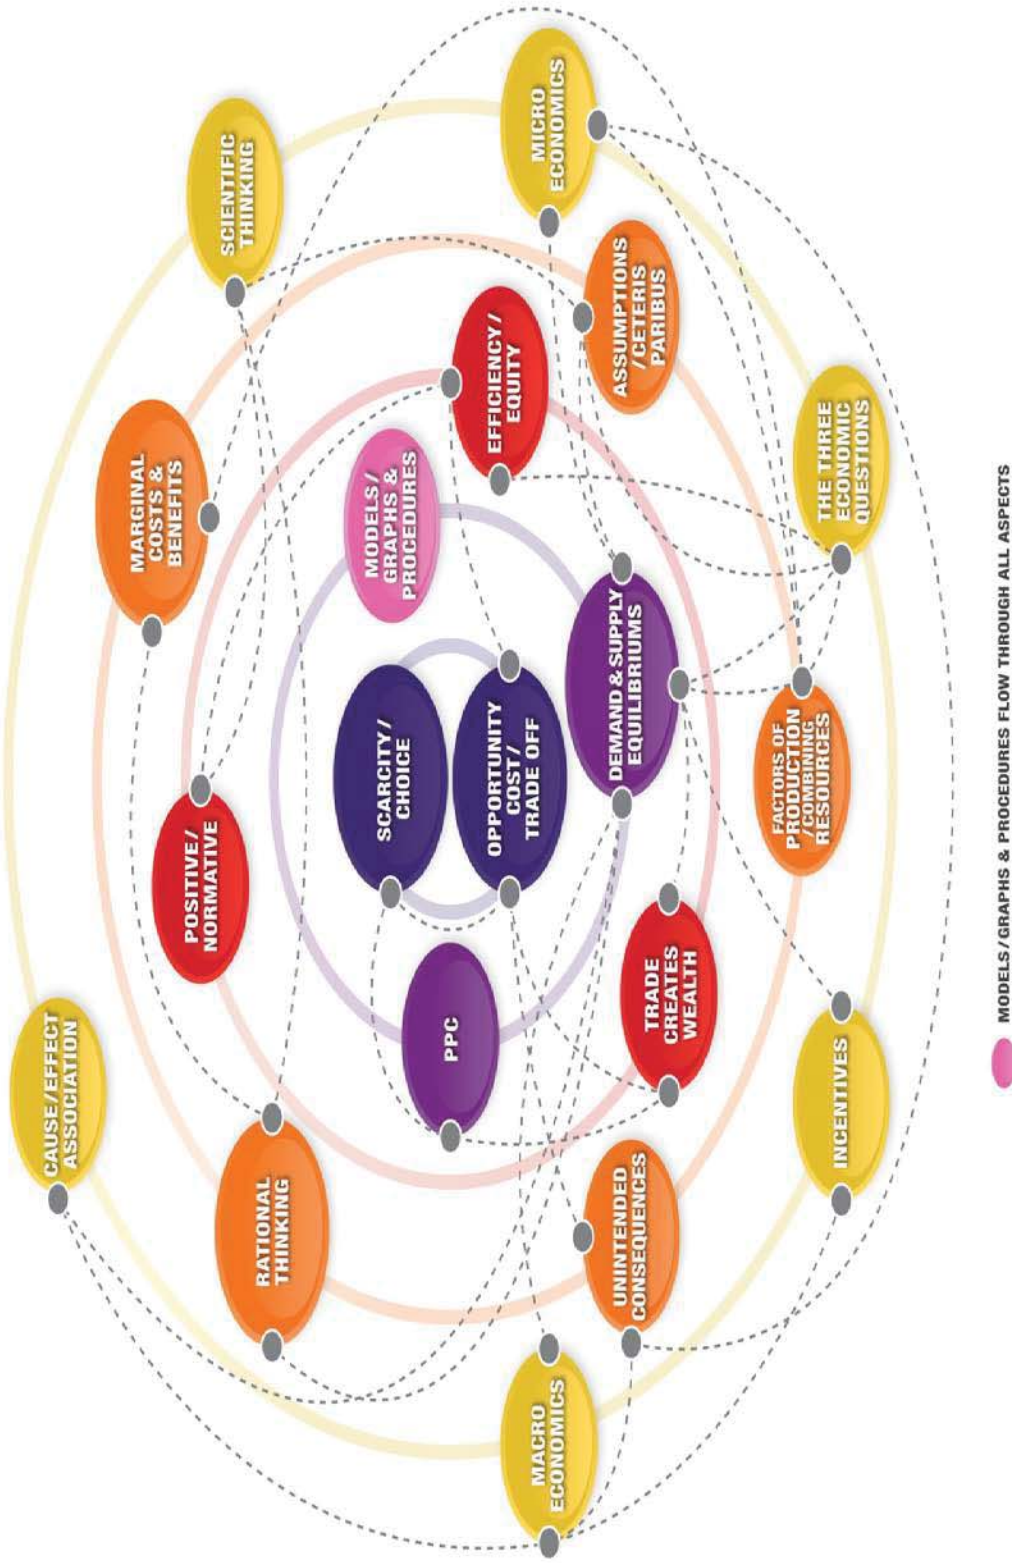 CAUSE/EFFECT
ASSOCIATION
MARGINAL
COSTS &
BENEFITS
POSITIVE/
NORMATIVE
SCIENTIFIC
THINKING
RATIONAL
THINKING
SCARCITY/
CHOICE
MODELS/
GRAPHS &
PROCEDURES
PPC
OPPORTUNITY
COST/
TRADE OFF
EFFICIENCY/
EQUITY
MACRO
ECONOMICS
MICRO
ECONOMICS
UNINTENDED
CONSEQUENCES
DEMAND & SUPPLY
EQUILIBRIUMS
ASSUMPTIONS
/CETERIS
PARIBUS
TRADE
CREATES
WEALTH
FACTORS OF
PRODUCTION
/COMBINING
RESOURCES
INCENTIVES
THE THREE
ECONOMIC
QUESTIONS
MODELS/GRAPHS & PROCEDURES FLOW THROUGH ALL ASPECTS